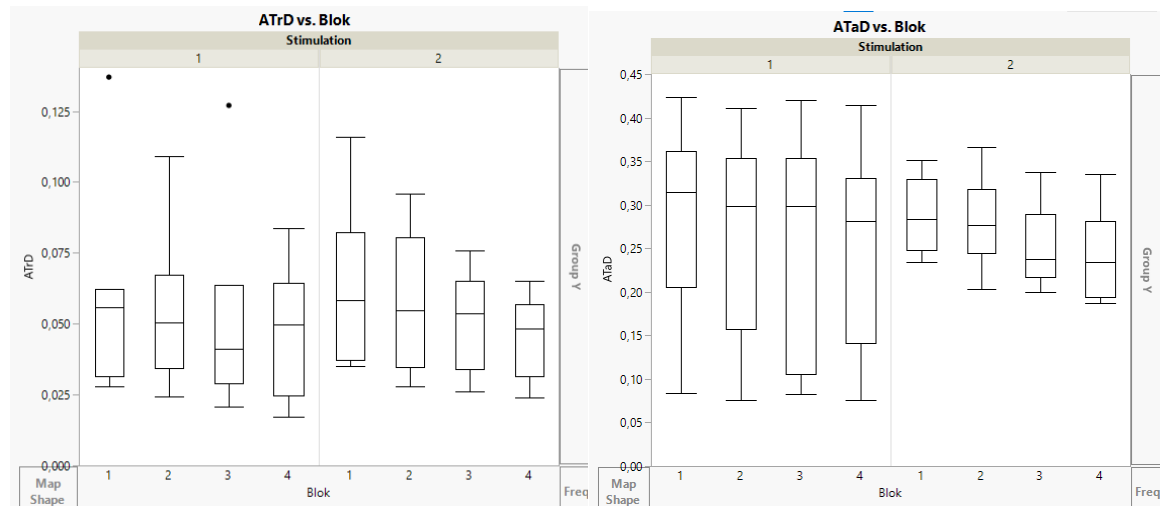 ATrD vs. Blok
Stimulation
1 2
0,125
0,100
0,075
0,050
0,025
0,000
ATrD
1 2 3 4 1 2 3 4
Blok
Map
Shape
Freq
Group Y
ATaD vs. Blok
Stimulation
1 2
0,45
0,40
0,35
0,30
0,25
0,20
0,15
0,10
0,05
0,00
ATaD
1 2 3 4 1 2 3 4
Blok
Map
Shape
Freq
Group Y